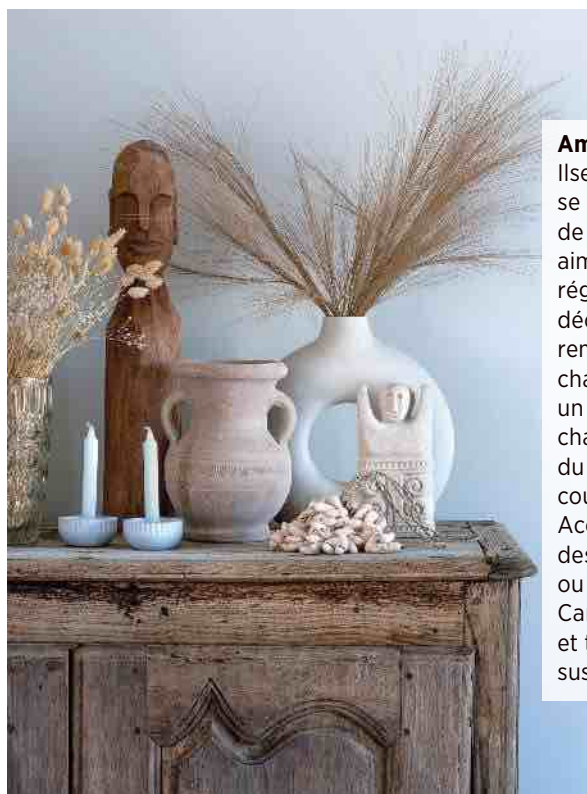 Am
Ilse
se
de
aim
rég
déc
ren
cha
un
cha
du
cou
Acc
des
ou
Ca
et t
sus